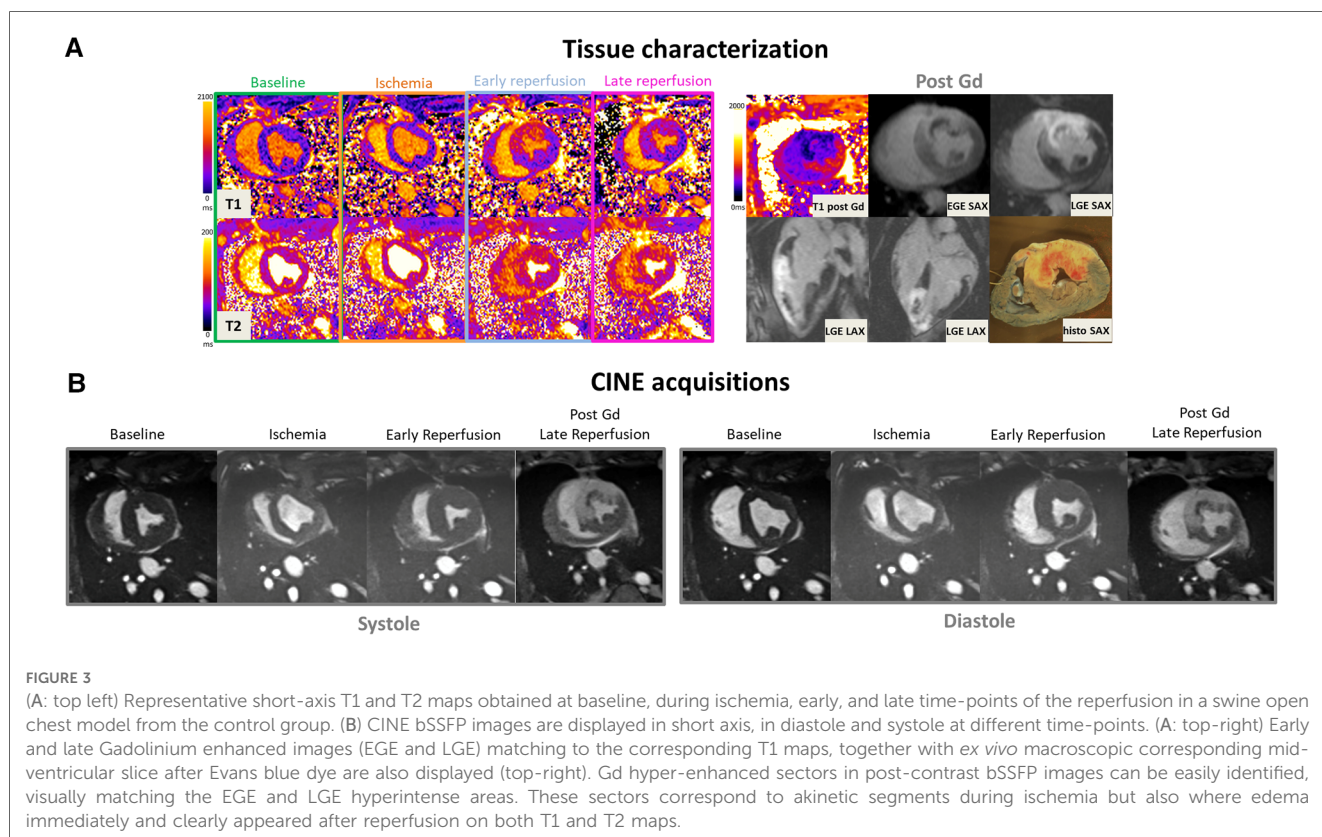 A
Tissue characterization
Baseline
Ischemia
Early reperfusion
Late reperfusion
Post Gd
2100
0
ms
T1
200
0
ms
T2
2000
0ms
T1 post Gd
EGE SAX
LGE SAX
LGE LAX
LGE LAX
histo SAX
B
CINE acquisitions
Baseline
Ischemia
Early Reperfusion
Post Gd
Late Reperfusion
Baseline
Ischemia
Early Reperfusion
Post Gd
Late Reperfusion
Systole
Diastole
FIGURE 3
(A: top left) Representative short-axis T1 and T2 maps obtained at baseline, during ischemia, early, and late time-points of the reperfusion in a swine open
chest model from the control group. (B) CINE bSSFP images are displayed in short axis, in diastole and systole at different time-points. (A: top-right) Early
and late Gadolinium enhanced images (EGE and LGE) matching to the corresponding T1 maps, together with ex vivo macroscopic corresponding mid-
ventricular slice after Evans blue dye are also displayed (top-right). Gd hyper-enhanced sectors in post-contrast bSSFP images can be easily identified,
visually matching the EGE and LGE hyperintense areas. These sectors correspond to akinetic segments during ischemia but also where edema
immediately and clearly appeared after reperfusion on both T1 and T2 maps.